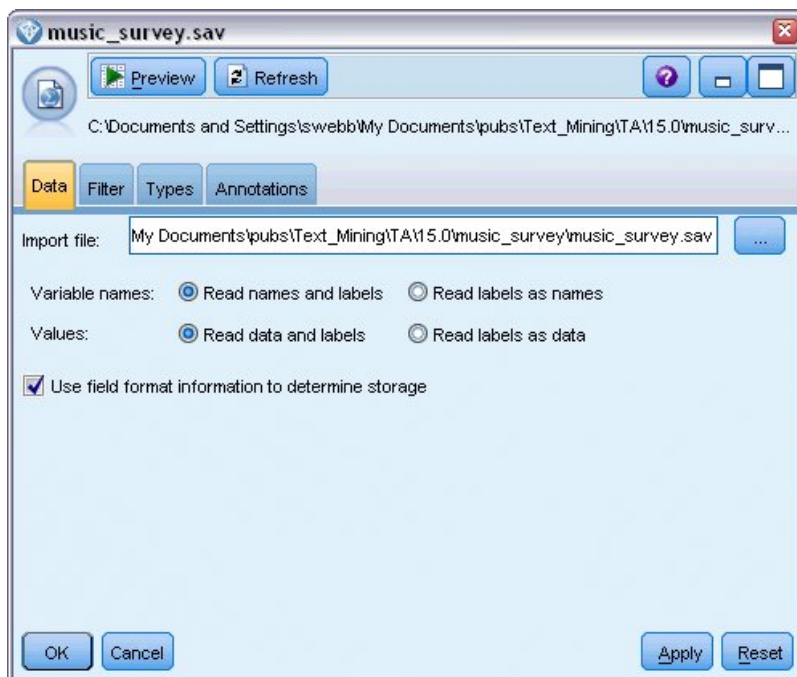 music_survey.sav
Preview Refresh
C:\Documents and Settings\swebb\My Documents\pubs\Text_Mining\TA\15.0\music_surv...
Data Filter Types Annotations
Import file: My Documents\pubs\Text_Mining\TA\15.0\music_survey\music_survey.sav ...
Variable names: Read names and labels Read labels as names
Values: Read data and labels Read labels as data
Use field format information to determine storage
OK Cancel Apply Reset